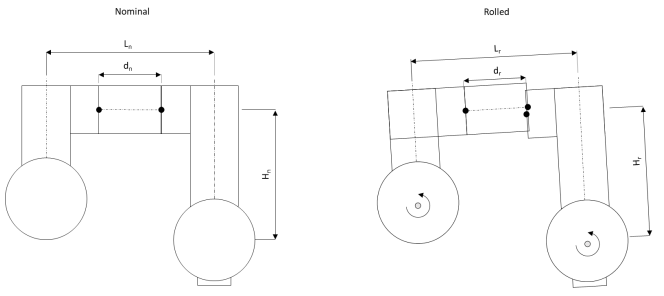 Nominal
Rolled
Lₙ
dₙ
Hₙ
Lᵣ
dᵣ
Hᵣ